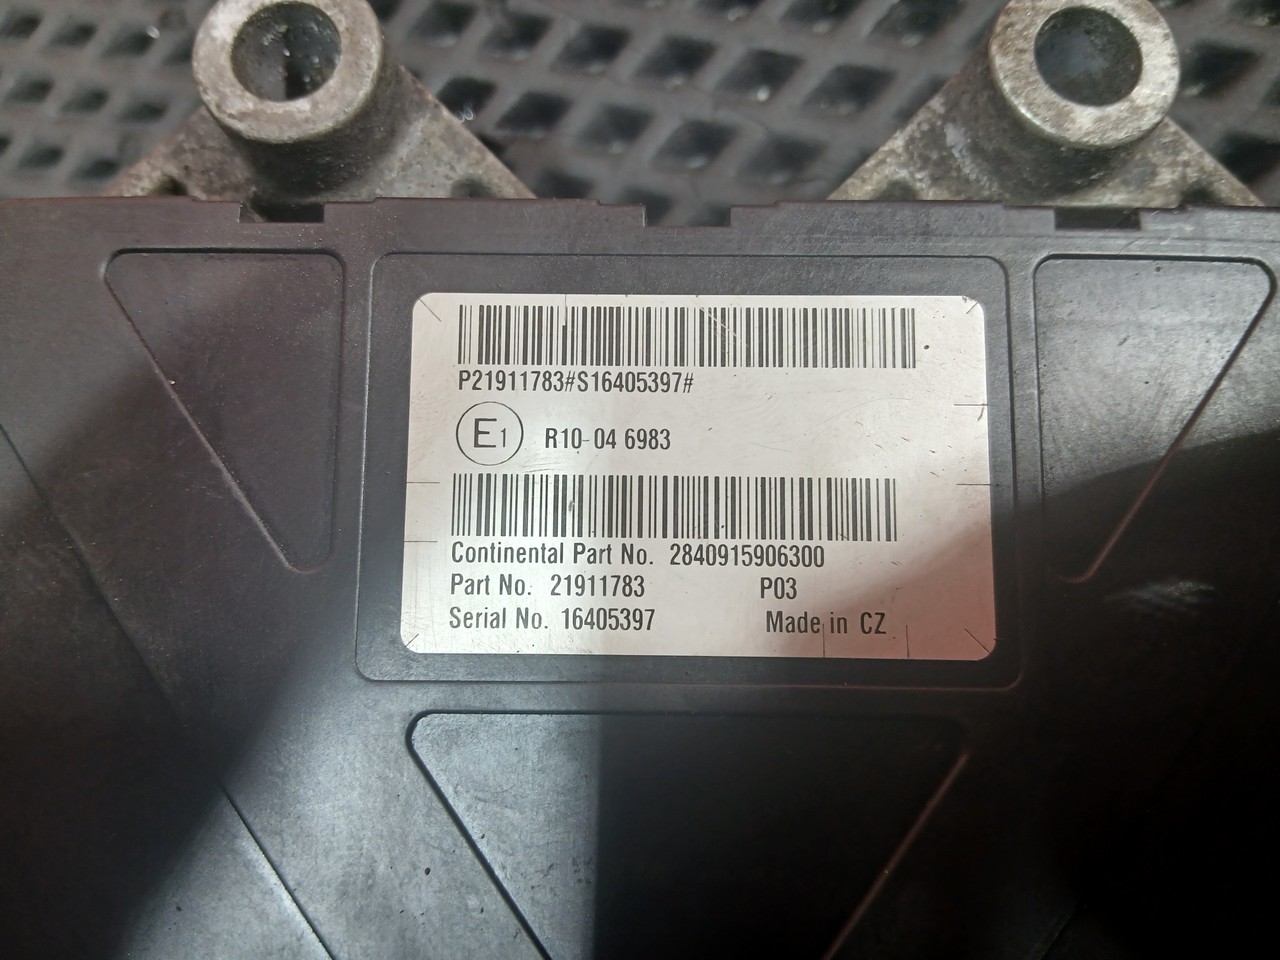 P21911783#S16405397#
E1 R10-04 6983
Continental Part No. 2840915906300
Part No. 21911783 P03
Serial No. 16405397 Made in CZ